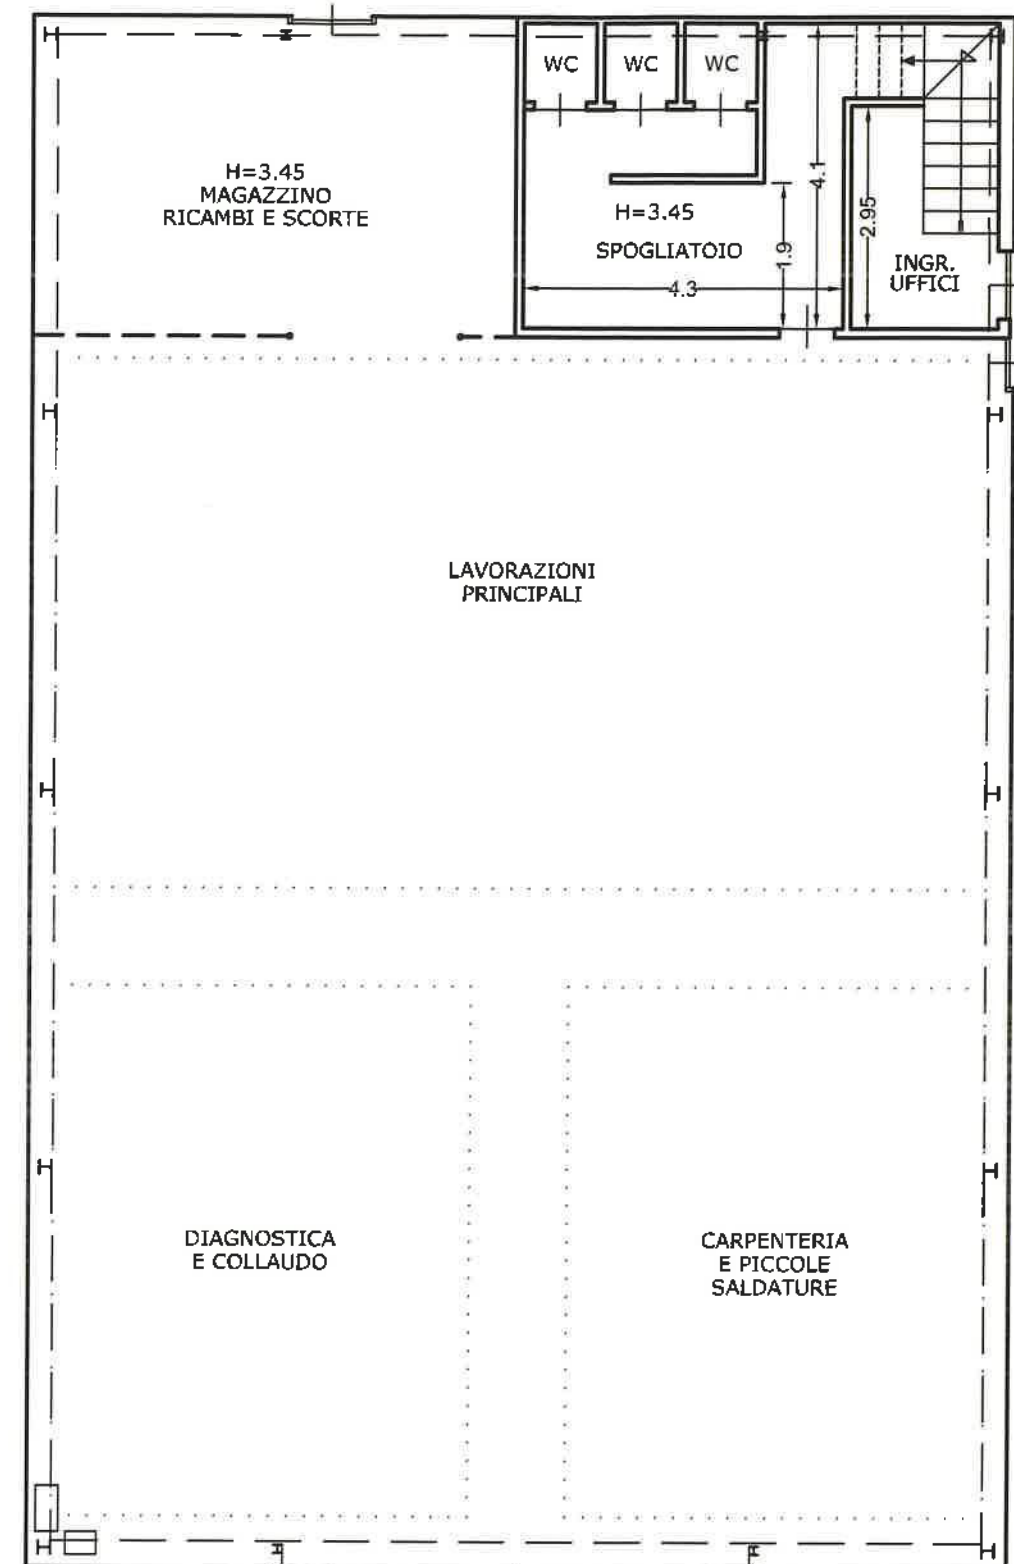 WC
WC
WC
H=3.45
MAGAZZINO
RICAMBI E SCORTE
H=3.45
SPOGLIATOIO
4.1
1.9
4.3
2.95
INGR.
UFFICI
LAVORAZIONI
PRINCIPALI
DIAGNOSTICA
E COLLAUDO
CARPENTERIA
E PICCOLE
SALDATURE